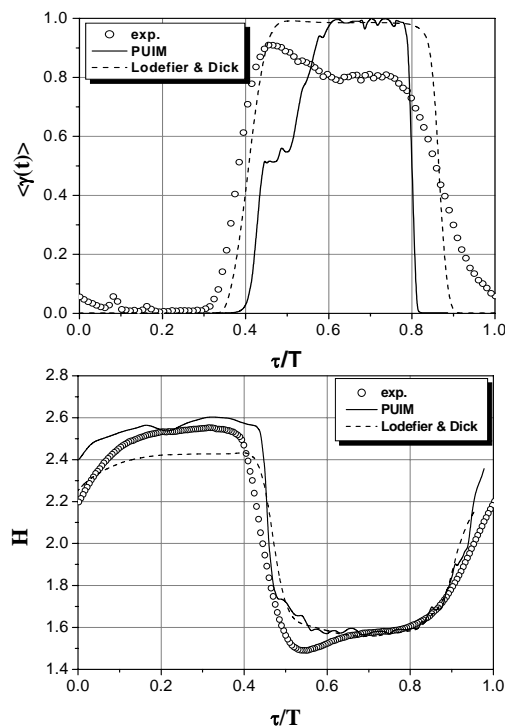 1.0
exp.
PUIM
Lodefier & Dick
0.8
0.6
0.4
0.2
0.0
<γ(t)>
0.0 0.2 0.4 0.6 0.8 1.0
τ/T
2.8
exp.
PUIM
Lodefier & Dick
2.6
2.4
2.2
2.0
1.8
1.6
1.4
H
0.0 0.2 0.4 0.6 0.8 1.0
τ/T